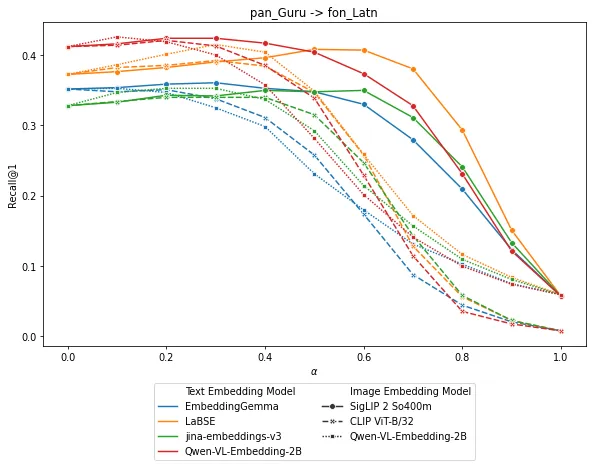 pan_Guru -> fon_Latn
Recall@1
0.4
0.3
0.2
0.1
0.0
0.0 0.2 0.4 0.6 0.8 1.0
α
Text Embedding Model
EmbeddingGemma
LaBSE
jina-embeddings-v3
Qwen-VL-Embedding-2B
Image Embedding Model
SigLIP 2 So400m
CLIP ViT-B/32
Qwen-VL-Embedding-2B